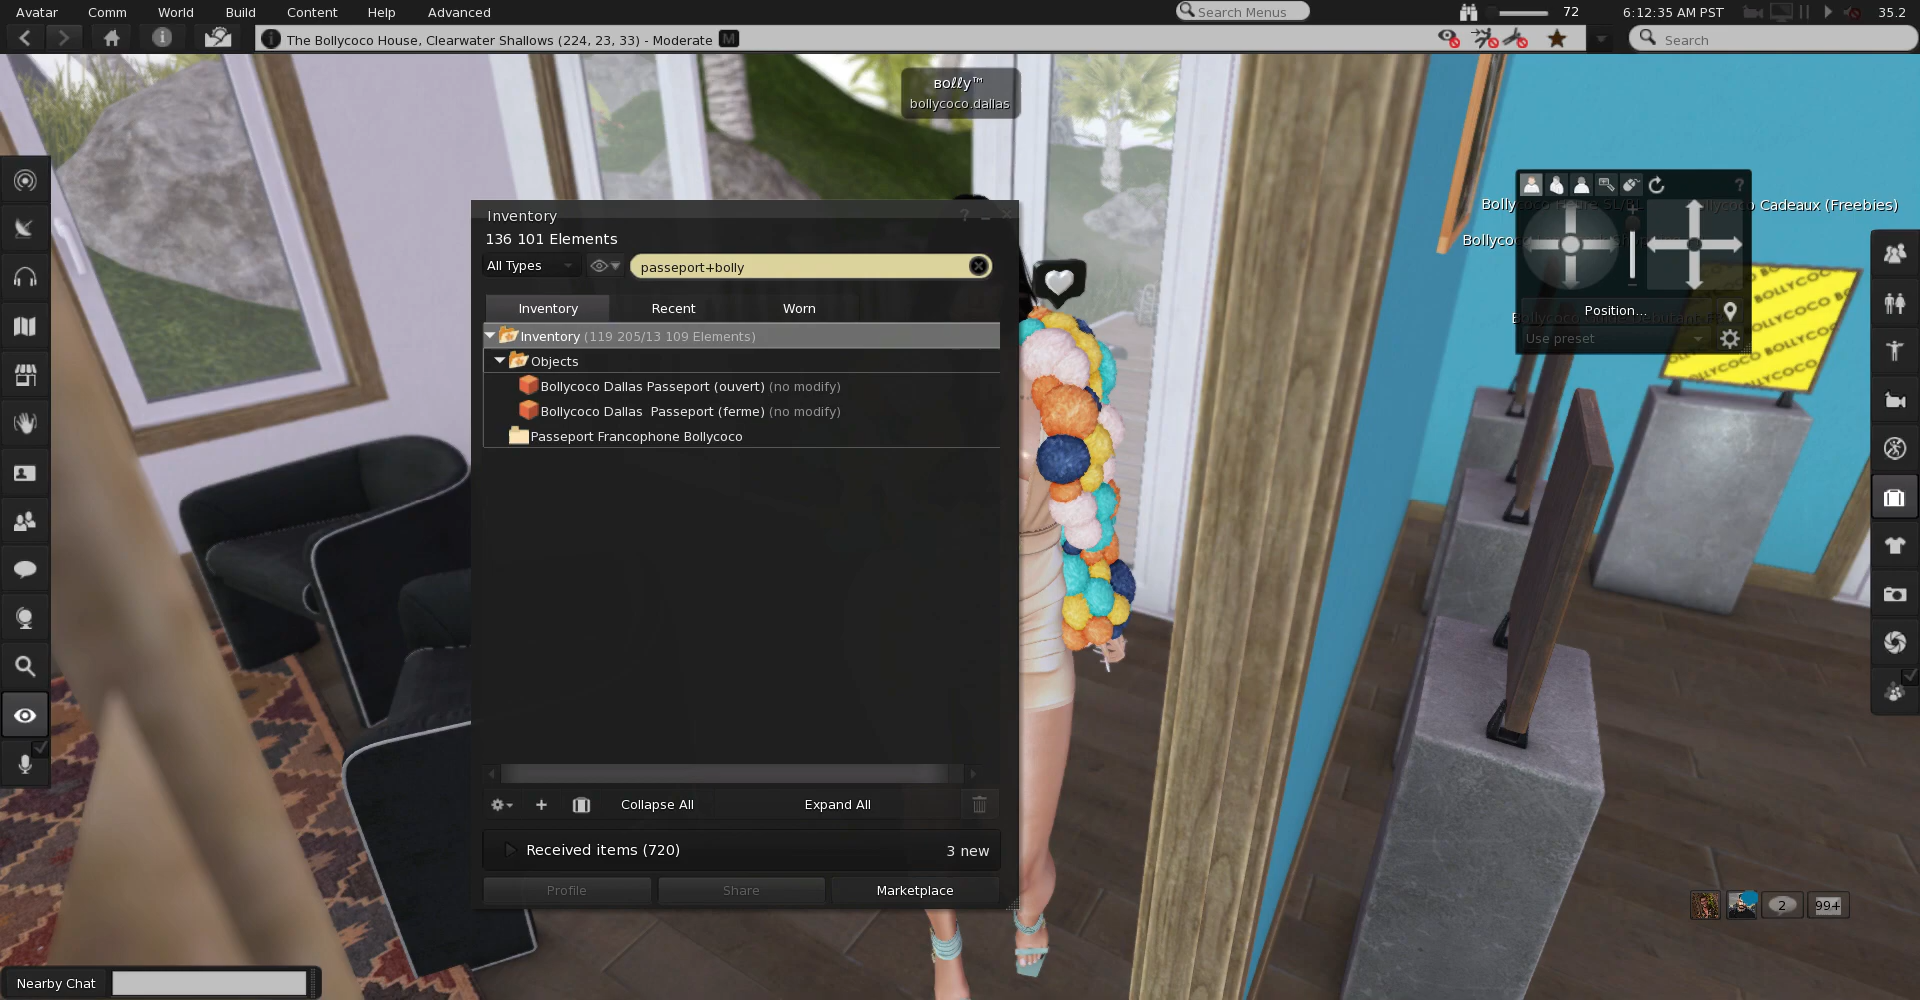 Avatar Comm World Build Content Help Advanced
Search Menus
72
6:12:35 AM PST
35.2
The Bollycoco House, Clearwater Shallows (224, 23, 33) - Moderate M
Search
ʙᴏℓℓʏ™
bollycoco.dallas
Inventory
136 101 Elements
All Types
passeport+bolly
Inventory Recent Worn
Inventory (119 205/13 109 Elements)
Objects
Bollycoco Dallas Passeport (ouvert) (no modify)
Bollycoco Dallas  Passeport (ferme) (no modify)
Passeport Francophone Bollycoco
Collapse All Expand All
Received items (720) 3 new
Profile Share Marketplace
Cadeaux (Freebies)
Position...
Use preset
BOLLYCOCO
BOLLYCOCO BOLLYCOCO
2
99+
Nearby Chat